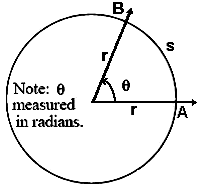 B
s
r
θ
Note: θ
measured
in radians.
r
A